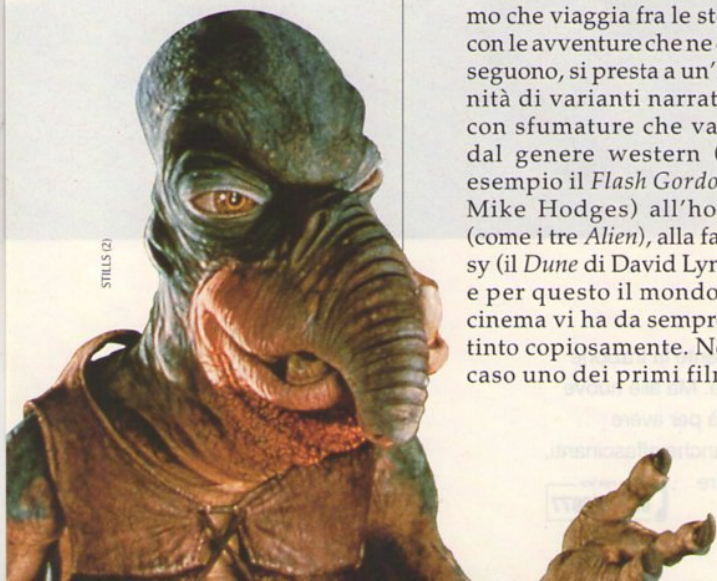 mo che viaggia fra le st
con le avventure che ne
seguono, si presta a un'
nità di varianti narrat
con sfumature che va
dal genere western (
esempio il Flash Gordo
Mike Hodges) all'ho
(come i tre Alien), alla fa
sy (il Dune di David Lyn
e per questo il mondo
cinema vi ha da sempr
tinto copiosamente. No
caso uno dei primi film
STILLS (2)